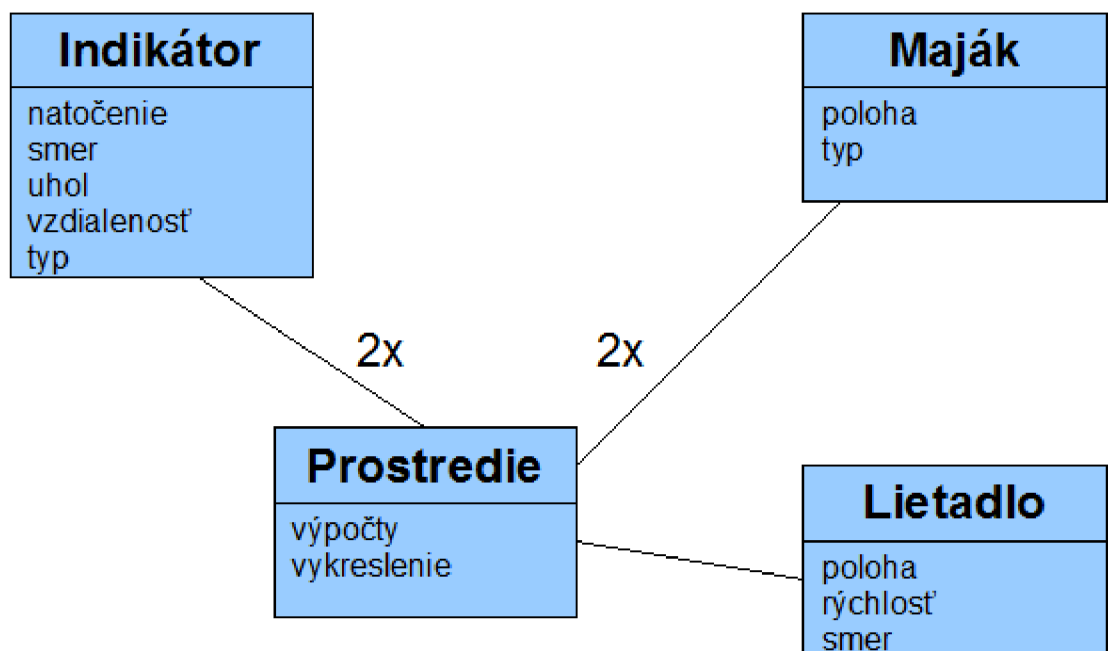 Indikátor
natočenie
smer
uhol
vzdialenosť
typ
Maják
poloha
typ
2x
2x
Prostredie
výpočty
vykreslenie
Lietadlo
poloha
rýchlosť
smer